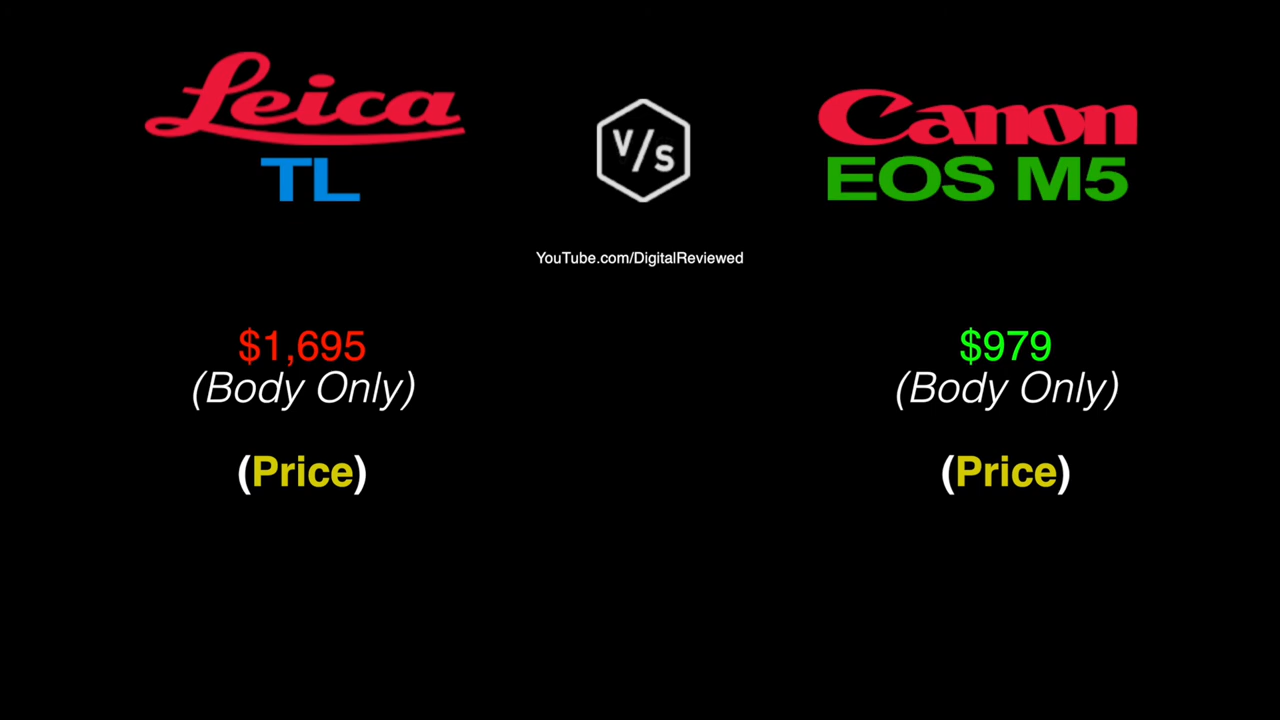 Leica
TL
V/S
Canon
EOS M5
YouTube.com/DigitalReviewed
$1,695
(Body Only)
(Price)
$979
(Body Only)
(Price)